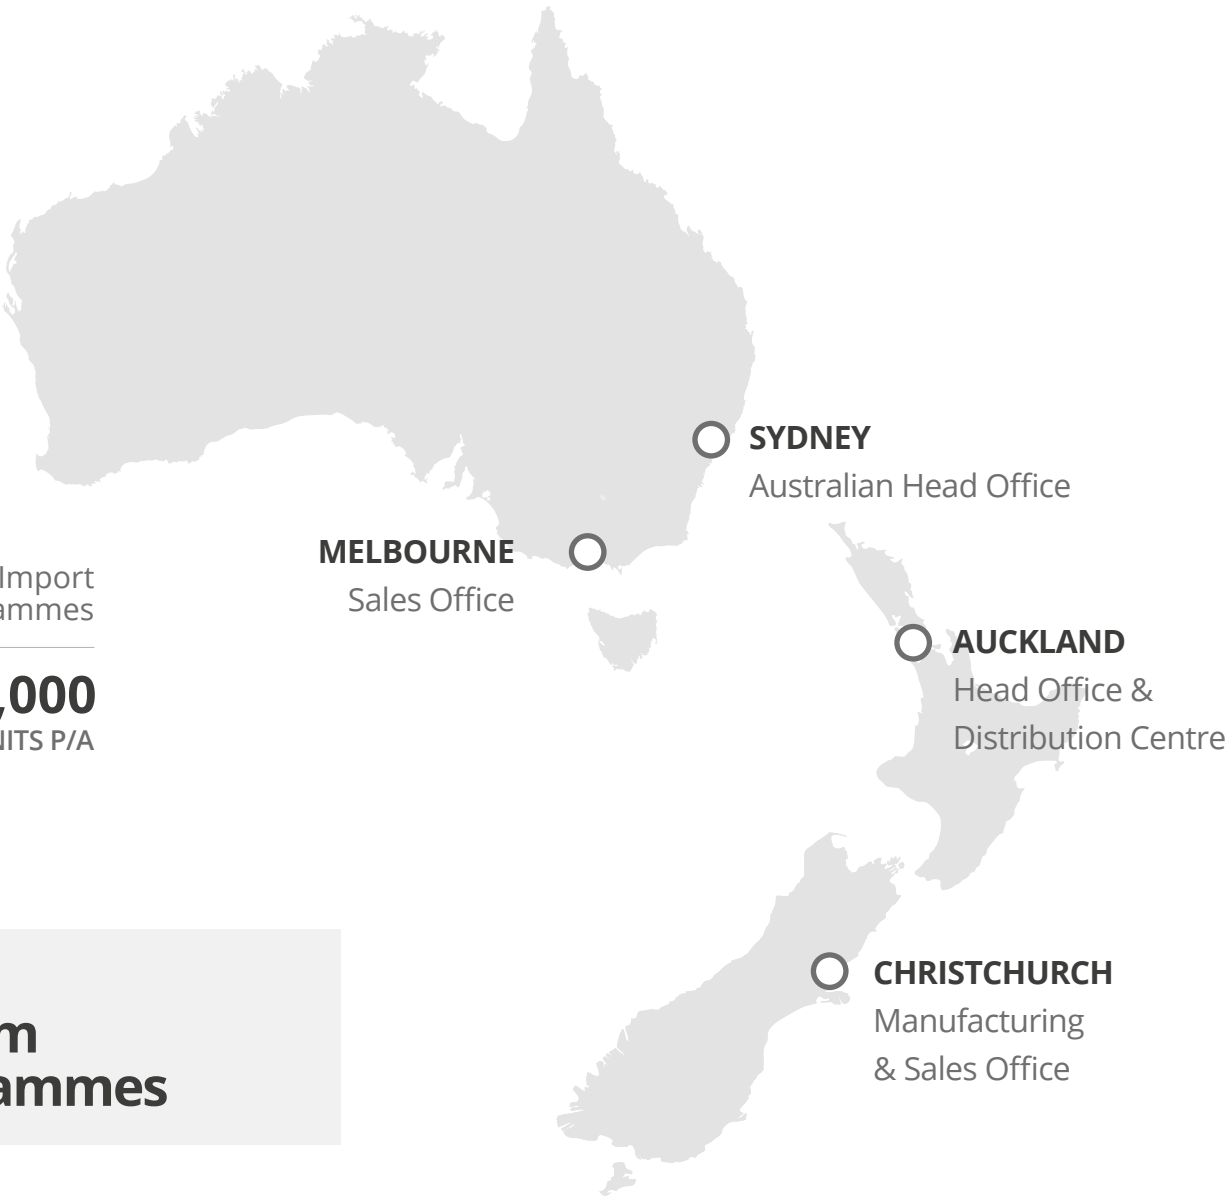 SYDNEY
Australian Head Office
MELBOURNE
Sales Office
Import
ammes
,000
NITS P/A
AUCKLAND
Head Office &
Distribution Centre
CHRISTCHURCH
Manufacturing
& Sales Office
m
ammes